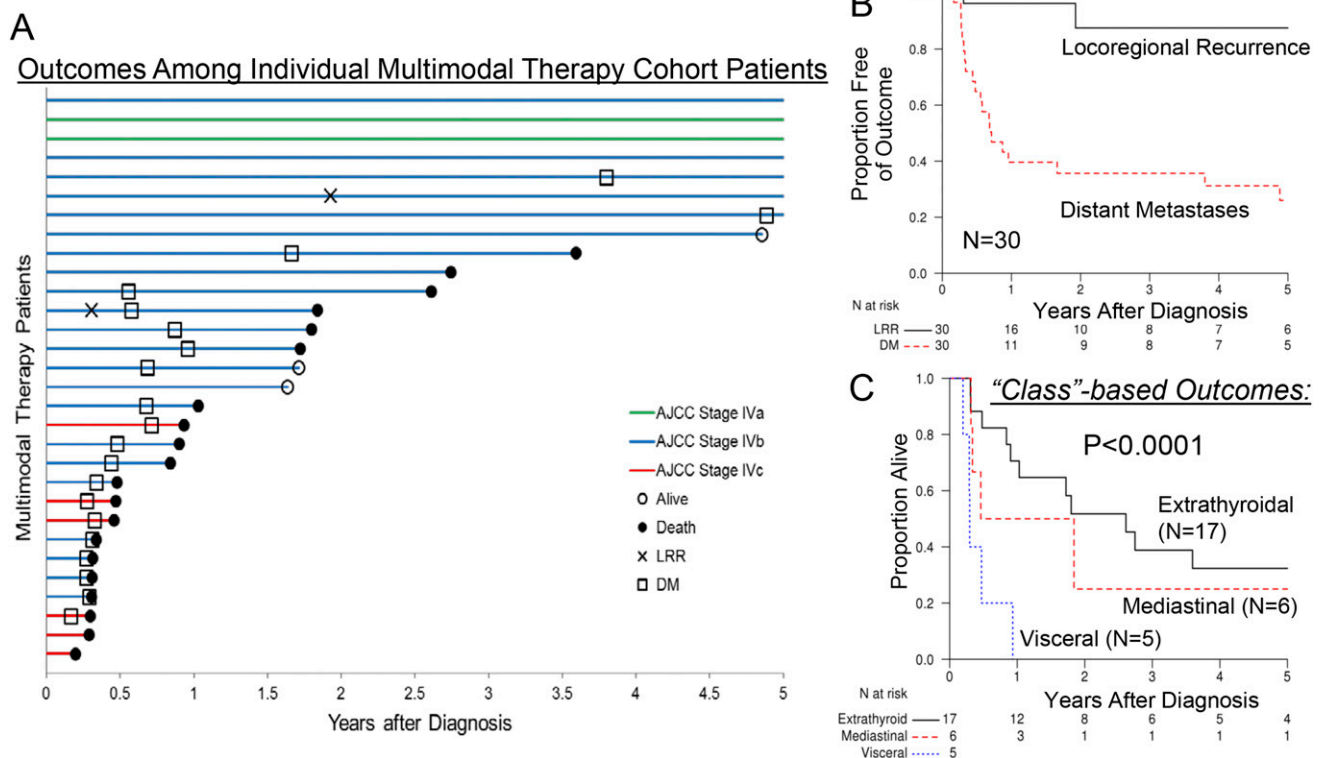 A
Outcomes Among Individual Multimodal Therapy Cohort Patients
Multimodal Therapy Patients
AJCC Stage IVa
AJCC Stage IVb
AJCC Stage IVc
Alive
Death
LRR
DM
0 0.5 1 1.5 2 2.5 3 3.5 4 4.5 5
Years after Diagnosis
B
Proportion Free
of Outcome
0.8
0.6
0.4
0.2
0.0
Locoregional Recurrence
Distant Metastases
N=30
0 1 2 3 4 5
Years After Diagnosis
N at risk
LRR 30 16 10 8 7 6
DM 30 11 9 8 7 5
C
"Class"-based Outcomes:
P<0.0001
Proportion Alive
1.0
0.8
0.6
0.4
0.2
0.0
Extrathyroidal
(N=17)
Mediastinal (N=6)
Visceral (N=5)
0 1 2 3 4 5
Years After Diagnosis
N at risk
Extrathyroid 17 12 8 6 5 4
Mediastinal 6 3 1 1 1 1
Visceral 5